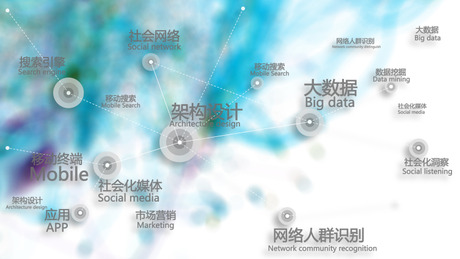 大数据
Big data
社会网络
Social network
网络人群识别
Network community distinguish
搜索引擎
Search engine
移动搜索
Mobile Search
数据挖掘
Data mining
大数据
Big data
移动搜索
Mobile Search
架构设计
Architecture design
社会化媒体
Social media
移动终端
Mobile
社会化洞察
Social listening
社会化媒体
Social media
架构设计
Architecture design
应用
APP
市场营销
Marketing
网络人群识别
Network community recognition